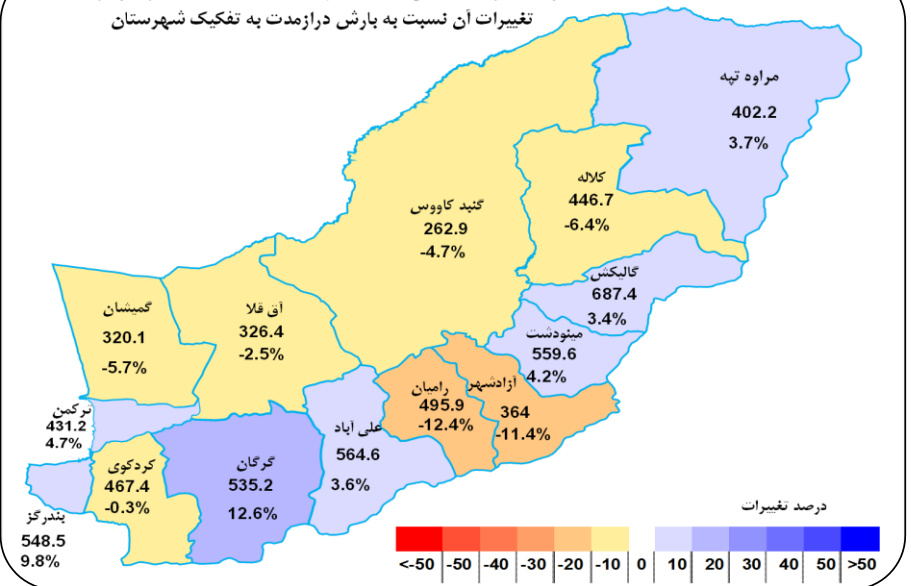 تغییرات آن نسبت به بارش درازمدت به تفکیک شهرستان
مراوه تپه
402.2
3.7%
کلاله
446.7
-6.4%
گنبد کاووس
262.9
-4.7%
گالیکش
687.4
3.4%
گمیشان
320.1
-5.7%
آق قلا
326.4
-2.5%
مینودشت
559.6
4.2%
آزادشهر
364
-11.4%
رامیان
495.9
-12.4%
ترکمن
431.2
4.7%
علی آباد
564.6
3.6%
کردکوی
467.4
-0.3%
گرگان
535.2
12.6%
بندرگز
548.5
9.8%
درصد تغییرات
<-50 -50 -40 -30 -20 -10 0 10 20 30 40 50 >50